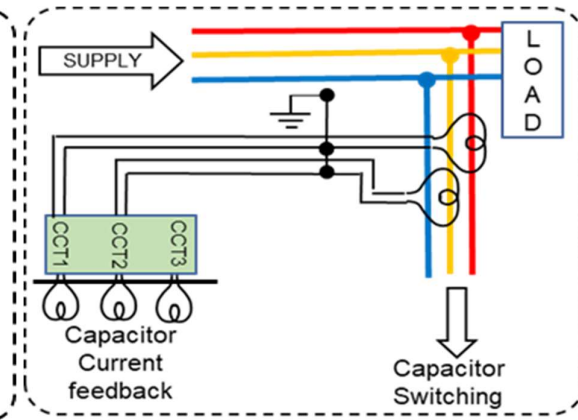 SUPPLY
L
O
A
D
CCT1
CCT2
CCT3
Capacitor
Current
feedback
Capacitor
Switching